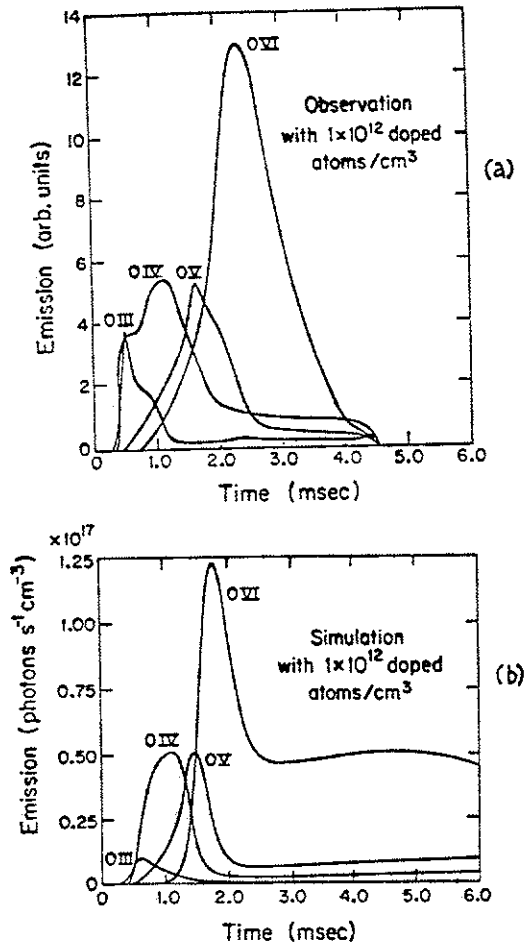 14
12
10
8
6
4
2
0
Emission (arb. units)
OVI
Observation
with 1×10¹² doped
atoms/cm³
(a)
OIV
OV
OIII
0
1.0
2.0
3.0
4.0
5.0
6.0
Time (msec)
×10¹⁷
1.25
1.00
0.75
0.50
0.25
0
Emission (photons s⁻¹ cm⁻³)
OVI
Simulation
with 1×10¹² doped
atoms/cm³
(b)
OIV
OV
OIII
0
1.0
2.0
3.0
4.0
5.0
6.0
Time (msec)